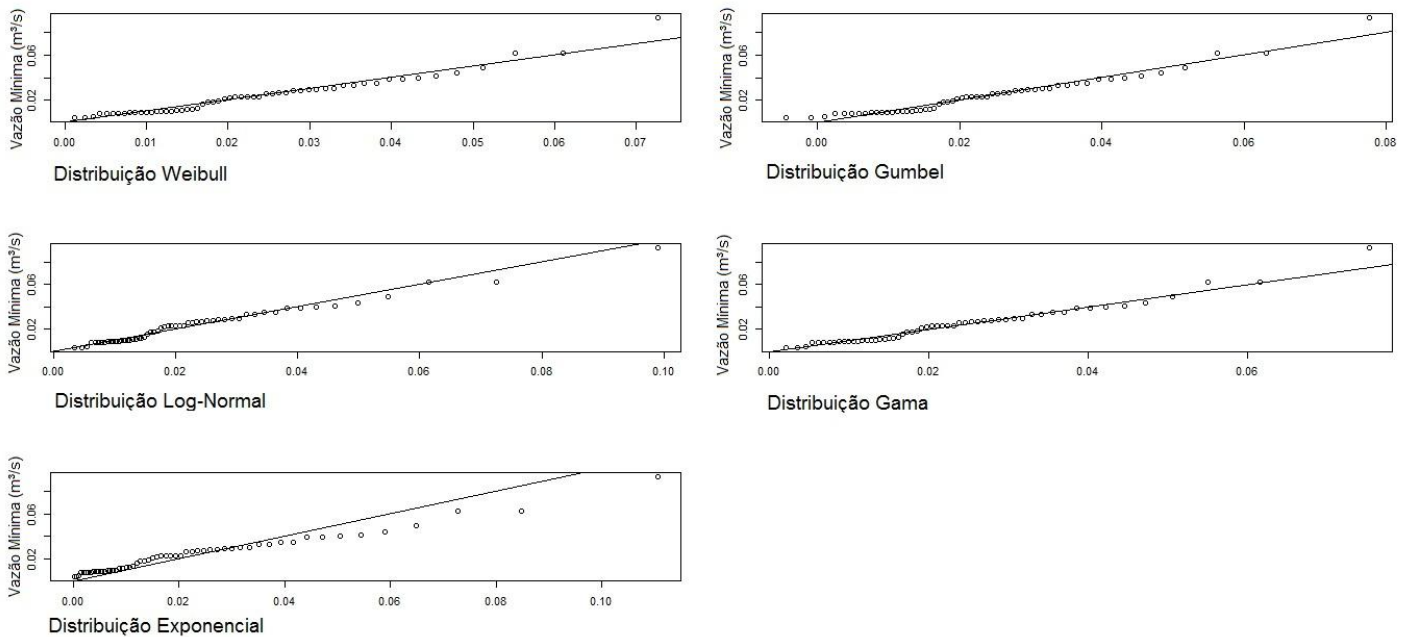 Vazão Mínima (m³/s)
0.02 0.06
0.00 0.01 0.02 0.03 0.04 0.05 0.06 0.07
Distribuição Weibull
Vazão Mínima (m³/s)
0.02 0.06
0.00 0.02 0.04 0.06 0.08
Distribuição Gumbel
Vazão Mínima (m³/s)
0.02 0.06
0.00 0.02 0.04 0.06 0.08 0.10
Distribuição Log-Normal
Vazão Mínima (m³/s)
0.02 0.06
0.00 0.02 0.04 0.06
Distribuição Gama
Vazão Mínima (m³/s)
0.02 0.06
0.00 0.02 0.04 0.06 0.08 0.10
Distribuição Exponencial